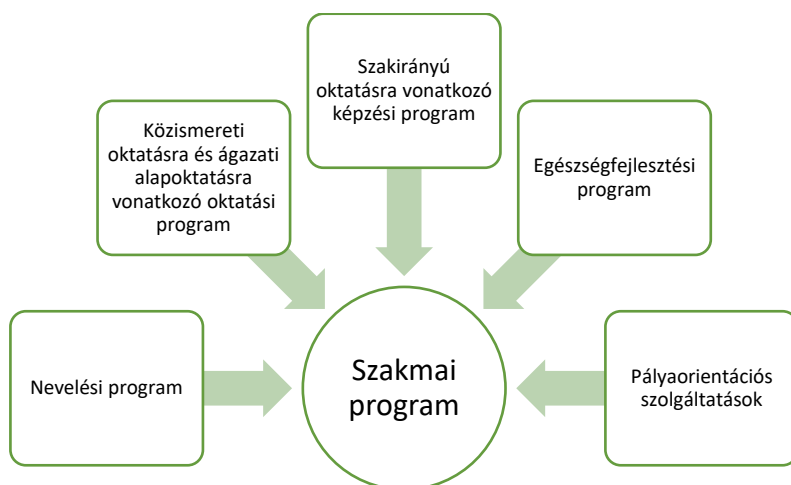 Szakirányú
oktatásra vonatkozó
képzési program
Közismereti
oktatásra és ágazati
alapoktatásra
vonatkozó oktatási
program
Egészségfejlesztési
program
Nevelési program
Szakmai
program
Pályaorientációs
szolgáltatások